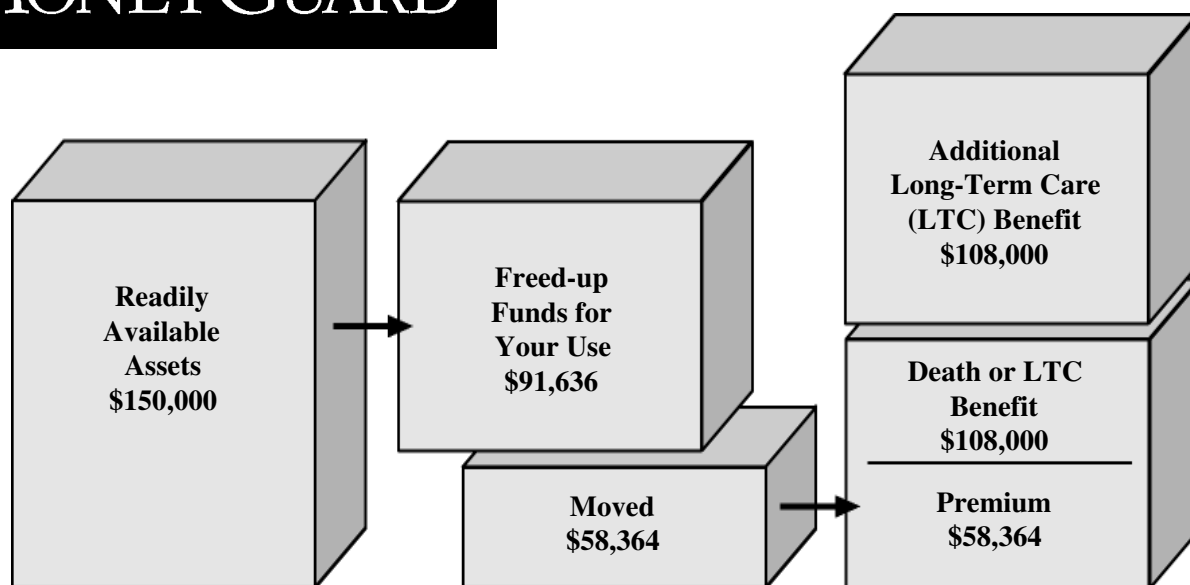 Readily
Available
Assets
$150,000
Freed-up
Funds for
Your Use
$91,636
Moved
$58,364
Additional
Long-Term Care
(LTC) Benefit
$108,000
Death or LTC
Benefit
$108,000
Premium
$58,364